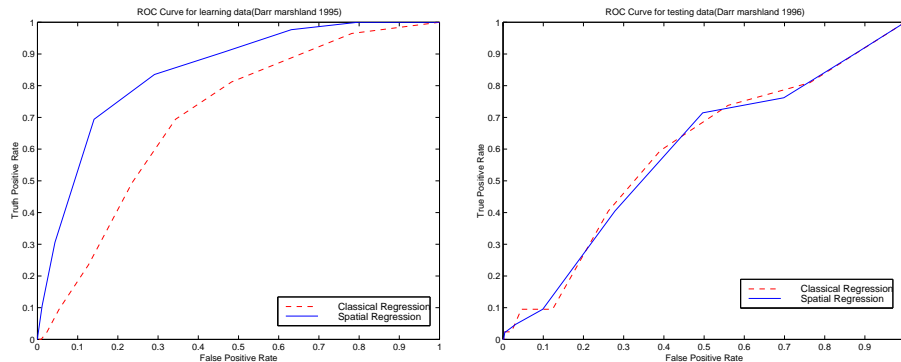 ROC Curve for learning data(Darr marshland 1995)
1
0.9
0.8
0.7
0.6
0.5
0.4
0.3
0.2
0.1
0
Truth Positive Rate
0 0.1 0.2 0.3 0.4 0.5 0.6 0.7 0.8 0.9 1
False Positive Rate
Classical Regression
Spatial Regression
ROC Curve for testing data(Darr marshland 1996)
1
0.9
0.8
0.7
0.6
0.5
0.4
0.3
0.2
0.1
0
True Positive Rate
0 0.1 0.2 0.3 0.4 0.5 0.6 0.7 0.8 0.9
False Positive Rate
Classical Regression
Spatial Regression